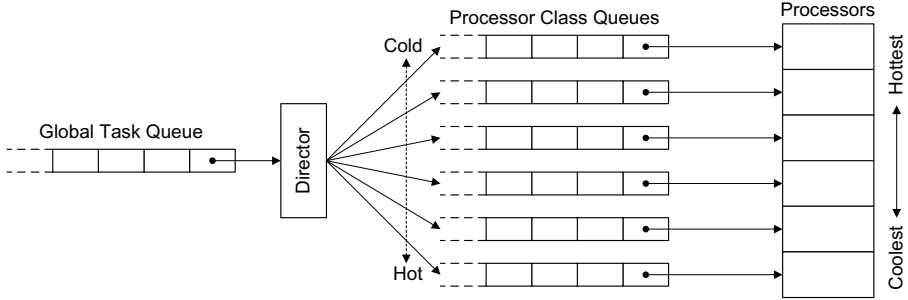 Processor Class Queues
Processors
Cold
Hottest
Global Task Queue
Director
Hot
Coolest